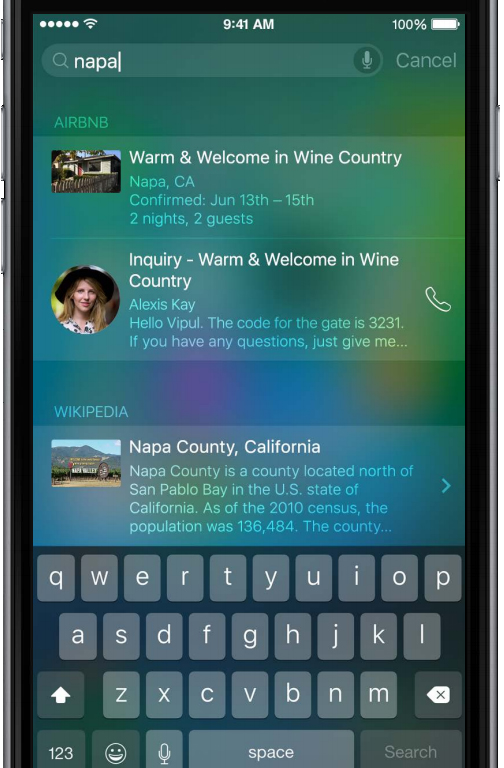 9:41 AM
100%
napa
Cancel
AIRBNB
Warm & Welcome in Wine Country
Napa, CA
Confirmed: Jun 13th – 15th
2 nights, 2 guests
Inquiry - Warm & Welcome in Wine
Country
Alexis Kay
Hello Vipul. The code for the gate is 3231.
If you have any questions, just give me...
WIKIPEDIA
Napa County, California
Napa County is a county located north of
San Pablo Bay in the U.S. state of
California. As of the 2010 census, the
population was 136,484. The county...
q w e r t y u i o p
a s d f g h j k l
z x c v b n m
123 space Search